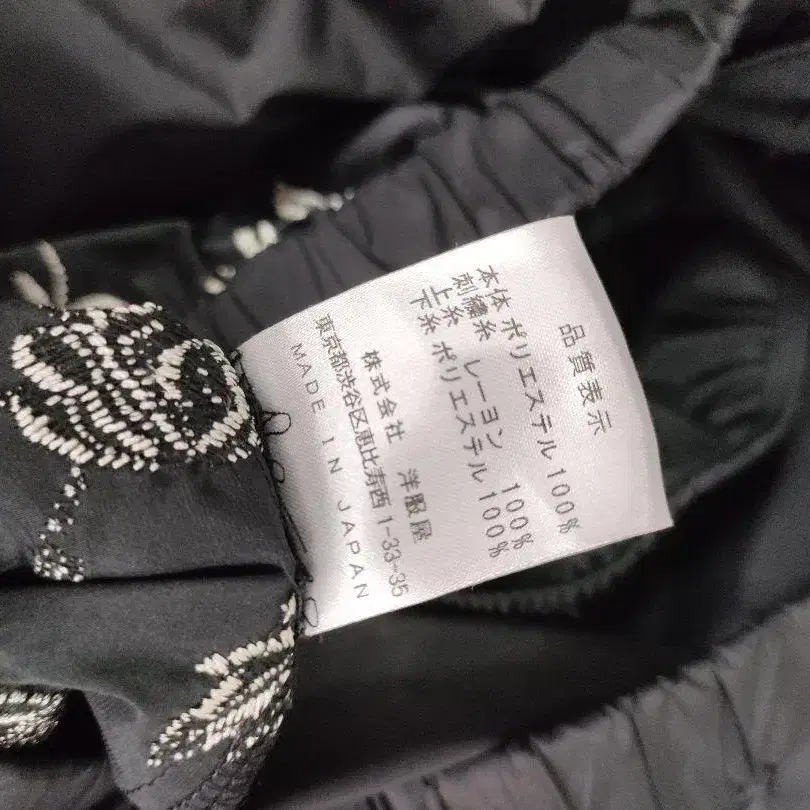 品質表示
本体 ポリエステル 100%
刺繍糸
上糸 レーヨン 100%
下糸 ポリエステル 100%
株式会社 洋服屋
東京都渋谷区恵比寿西1-33-35
MADE IN JAPAN